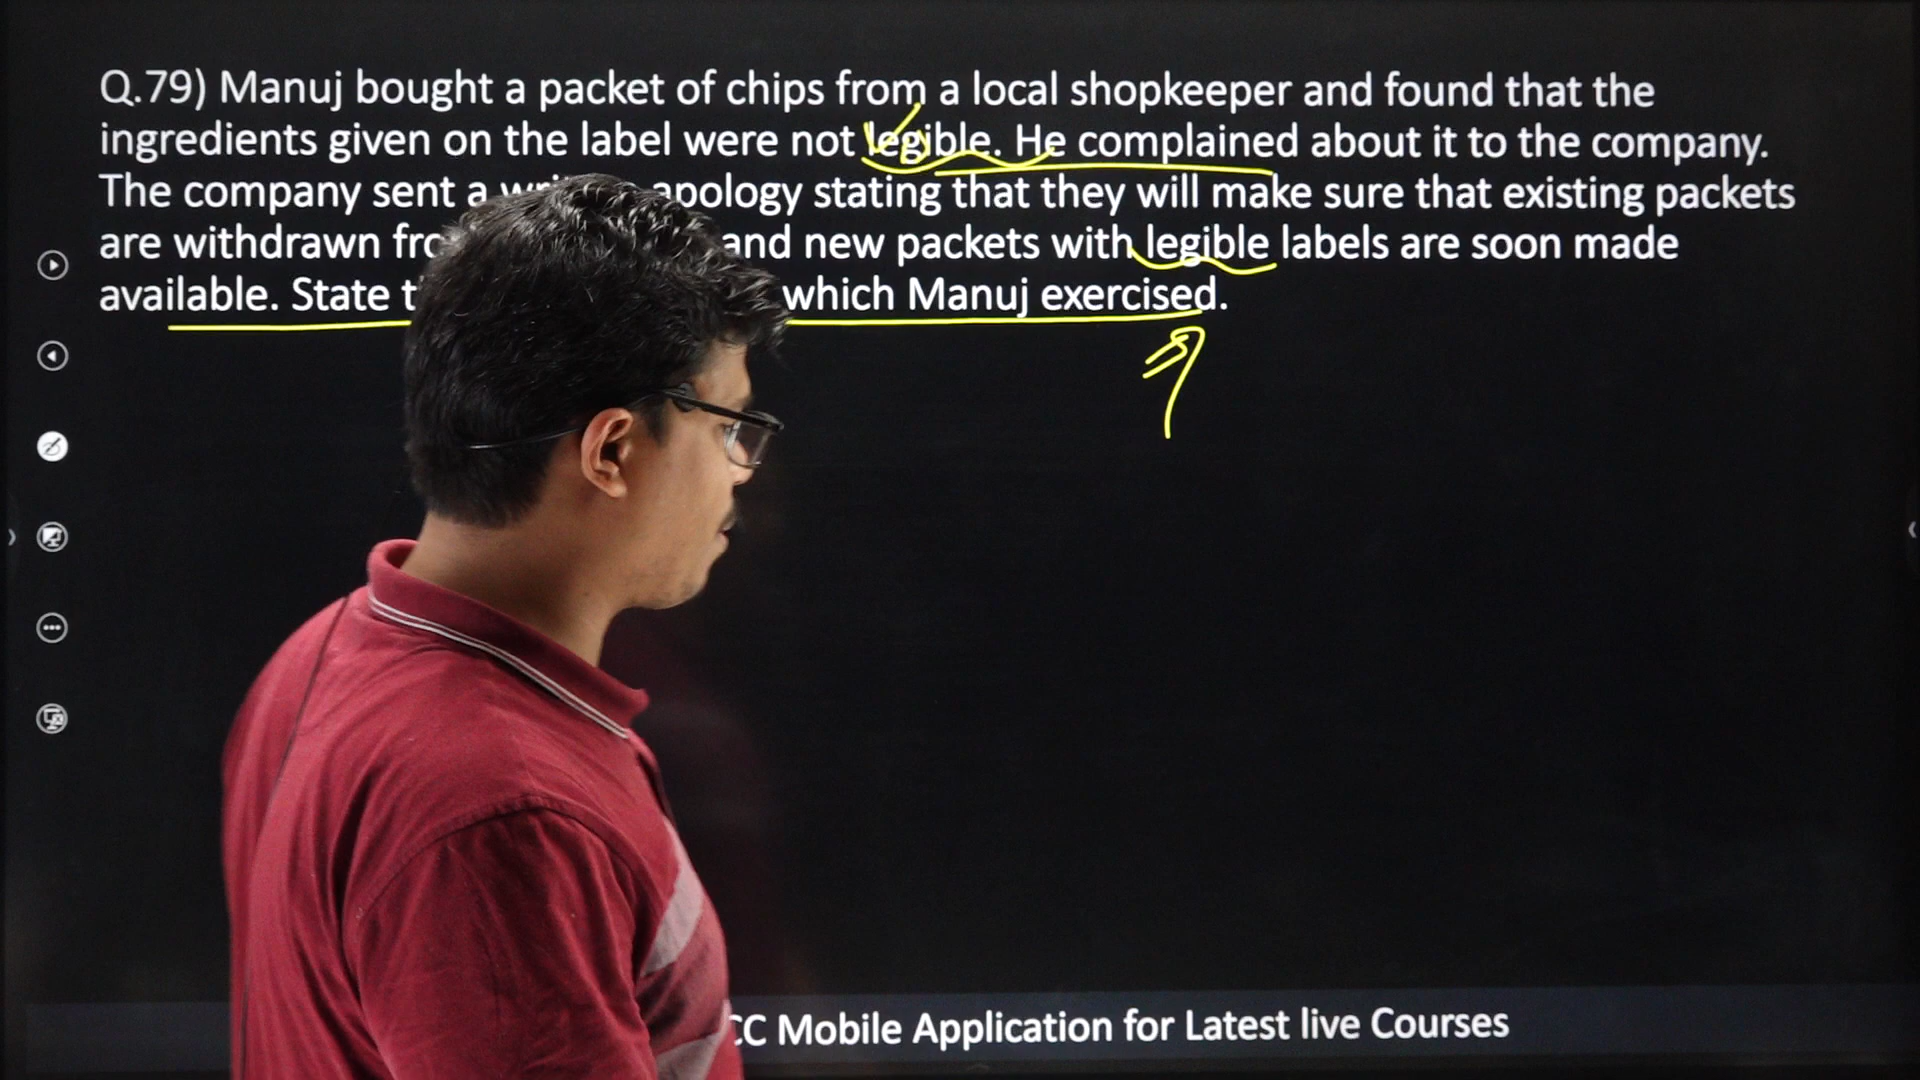 Q.79) Manuj bought a packet of chips from a local shopkeeper and found that the
ingredients given on the label were not legible. He complained about it to the company.
The company sent a apology stating that they will make sure that existing packets
are withdrawn and new packets with legible labels are soon made
available. State which Manuj exercised.
Mobile Application for Latest live Courses